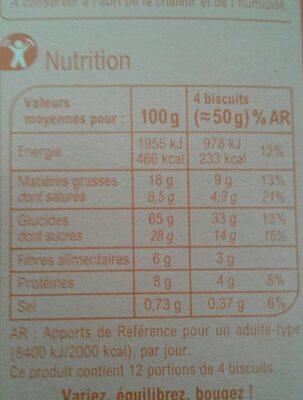 A conserver à l'abri de la chaleur et de l'humidité.
Nutrition
Valeurs moyennes pour : 100 g 4 biscuits (≈50 g) % AR
Energie 1955 kJ 978 kJ 12%
466 kcal 233 kcal
Matières grasses 18 g 9 g 13%
dont saturés 8,5 g 4,3 g 21%
Glucides 65 g 33 g 13%
dont sucres 28 g 14 g 16%
Fibres alimentaires 6 g 3 g
Protéines 8 g 4 g 8%
Sel 0,73 g 0,37 g 6%
AR : Apports de Référence pour un adulte-type
(8400 kJ/2000 kcal), par jour.
Ce produit contient 12 portions de 4 biscuits.
Variez, équilibrez, bougez !